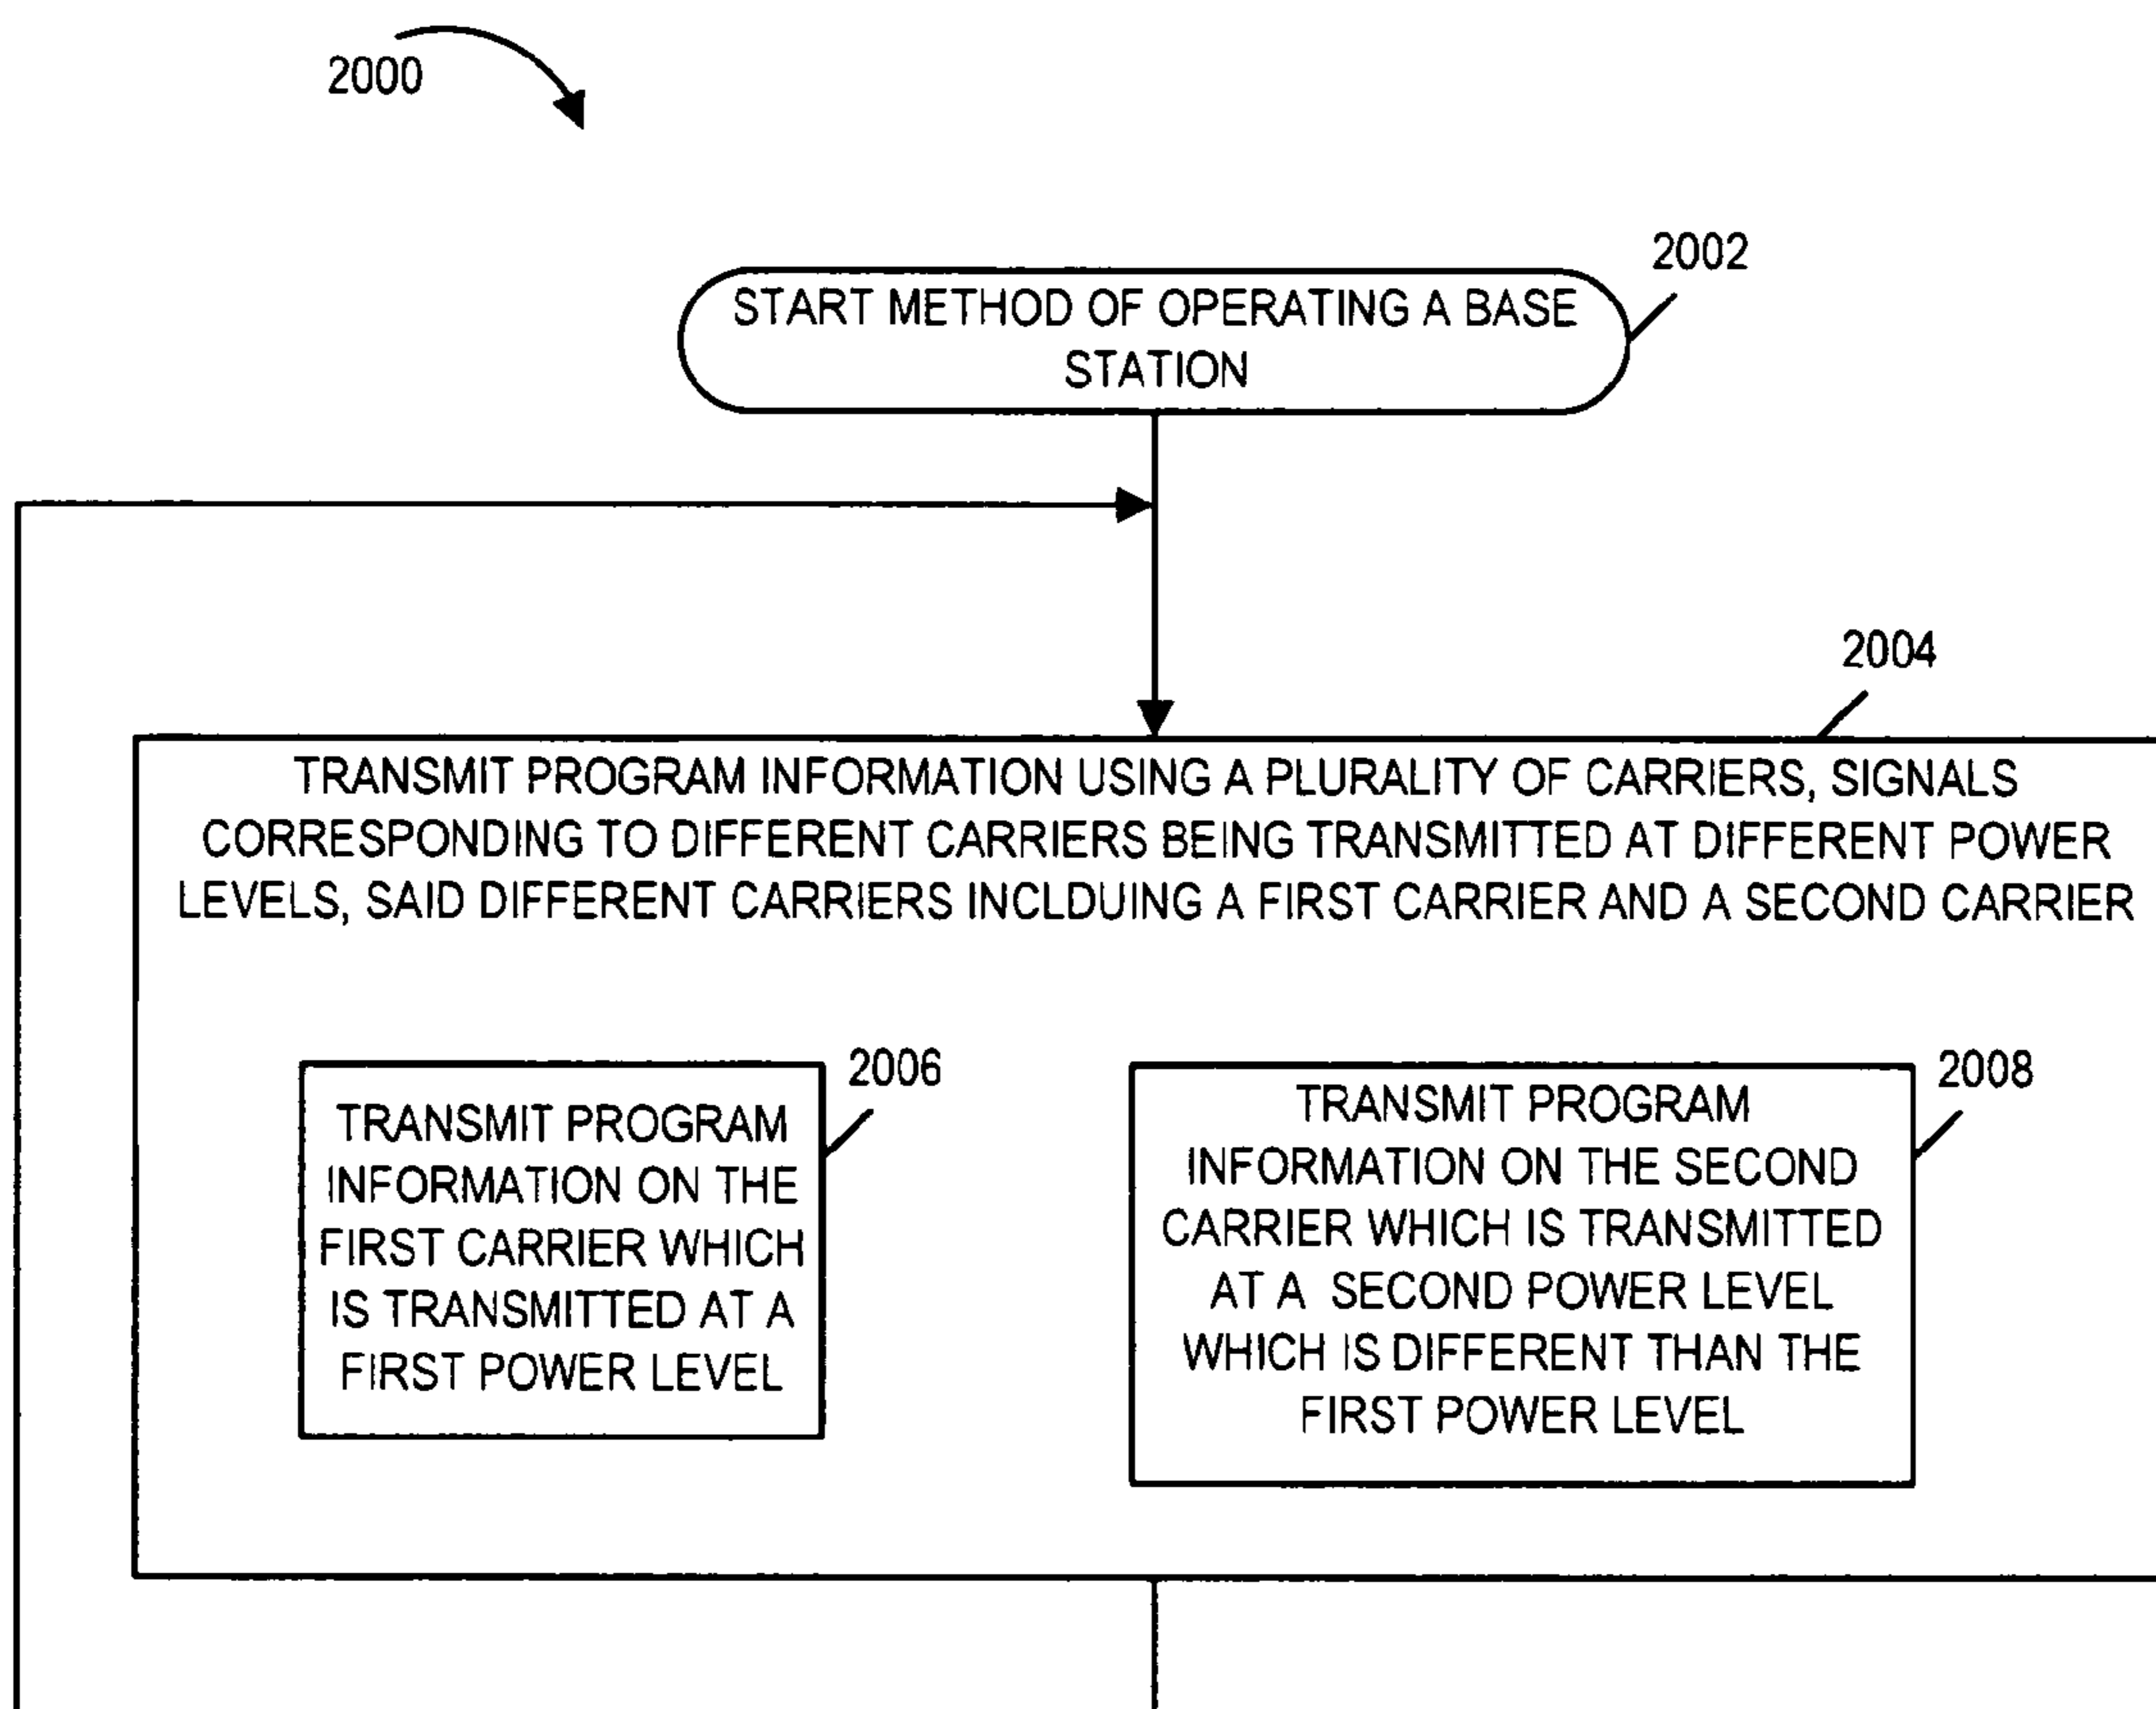 2000
2002
START METHOD OF OPERATING A BASE
STATION
2004
TRANSMIT PROGRAM INFORMATION USING A PLURALITY OF CARRIERS, SIGNALS
CORRESPONDING TO DIFFERENT CARRIERS BEING TRANSMITTED AT DIFFERENT POWER
LEVELS, SAID DIFFERENT CARRIERS INCLDUING A FIRST CARRIER AND A SECOND CARRIER
2006
TRANSMIT PROGRAM
INFORMATION ON THE
FIRST CARRIER WHICH
IS TRANSMITTED AT A
FIRST POWER LEVEL
2008
TRANSMIT PROGRAM
INFORMATION ON THE SECOND
CARRIER WHICH IS TRANSMITTED
AT A SECOND POWER LEVEL
WHICH IS DIFFERENT THAN THE
FIRST POWER LEVEL